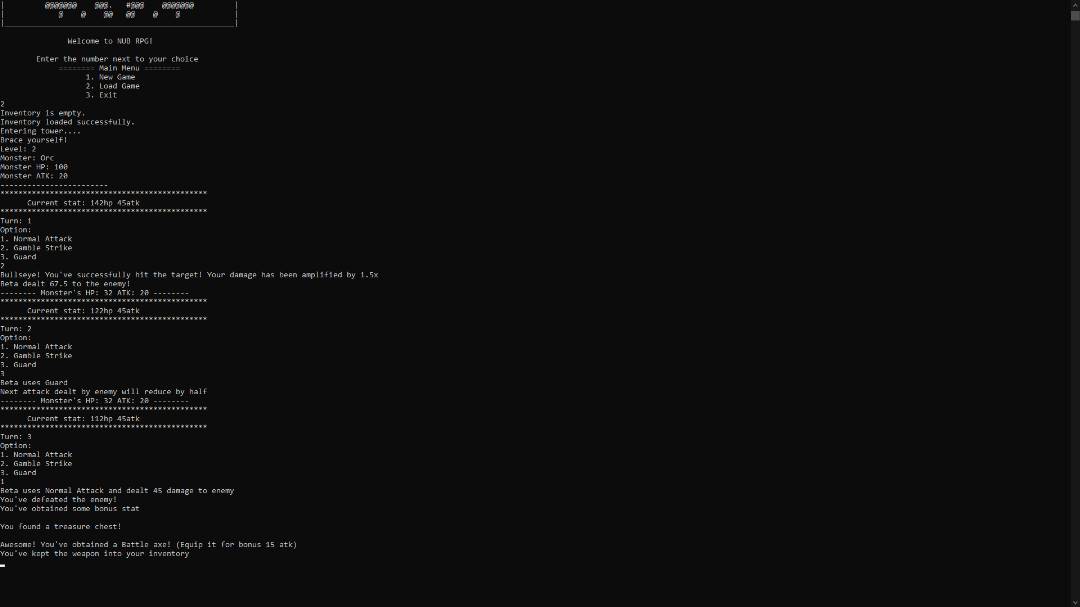 |         @@@@@@@    @@@.   #@@@    @@@@@@@         |
|            @    @    @@   @@    @    @            |
|___________________________________________________|
Welcome to NUB RPG!
Enter the number next to your choice
======== Main Menu ========
1. New Game
2. Load Game
3. Exit
2
Inventory is empty.
Inventory loaded successfully.
Entering tower....
Brace yourself!
Level: 2
Monster: Orc
Monster HP: 100
Monster ATK: 20
------------------------
**********************************************
Current stat: 142hp 45atk
**********************************************
Turn: 1
Option:
1. Normal Attack
2. Gamble Strike
3. Guard
2
Bullseye! You've successfully hit the target! Your damage has been amplified by 1.5x
Beta dealt 67.5 to the enemy!
-------- Monster's HP: 32 ATK: 20 --------
**********************************************
Current stat: 122hp 45atk
**********************************************
Turn: 2
Option:
1. Normal Attack
2. Gamble Strike
3. Guard
3
Beta uses Guard
Next attack dealt by enemy will reduce by half
-------- Monster's HP: 32 ATK: 20 --------
**********************************************
Current stat: 112hp 45atk
**********************************************
Turn: 3
Option:
1. Normal Attack
2. Gamble Strike
3. Guard
1
Beta uses Normal Attack and dealt 45 damage to enemy
You've defeated the enemy!
You've obtained some bonus stat
You found a treasure chest!
Awesome! You've obtained a Battle axe! (Equip it for bonus 15 atk)
You've kept the weapon into your inventory